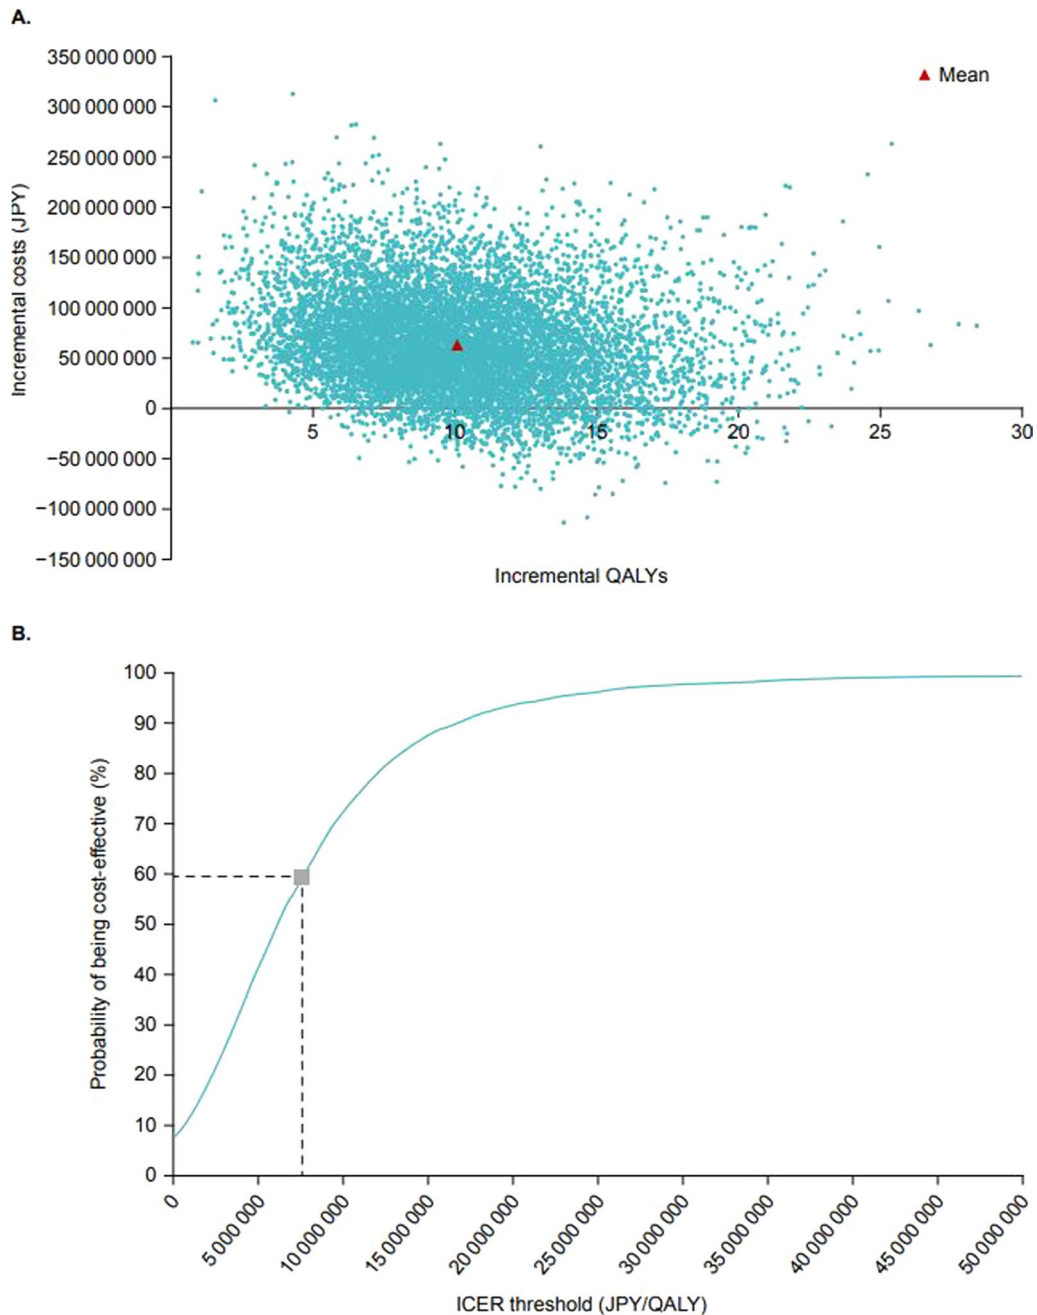 A.
350 000 000
300 000 000
250 000 000
200 000 000
150 000 000
100 000 000
50 000 000
0
−50 000 000
−100 000 000
−150 000 000
Incremental costs (JPY)
Mean
5 10 15 20 25 30
Incremental QALYs
B.
100
90
80
70
60
50
40
30
20
10
0
Probability of being cost-effective (%)
0 5 000 000 10 000 000 15 000 000 20 000 000 25 000 000 30 000 000 35 000 000 40 000 000 45 000 000 50 000 000
ICER threshold (JPY/QALY)